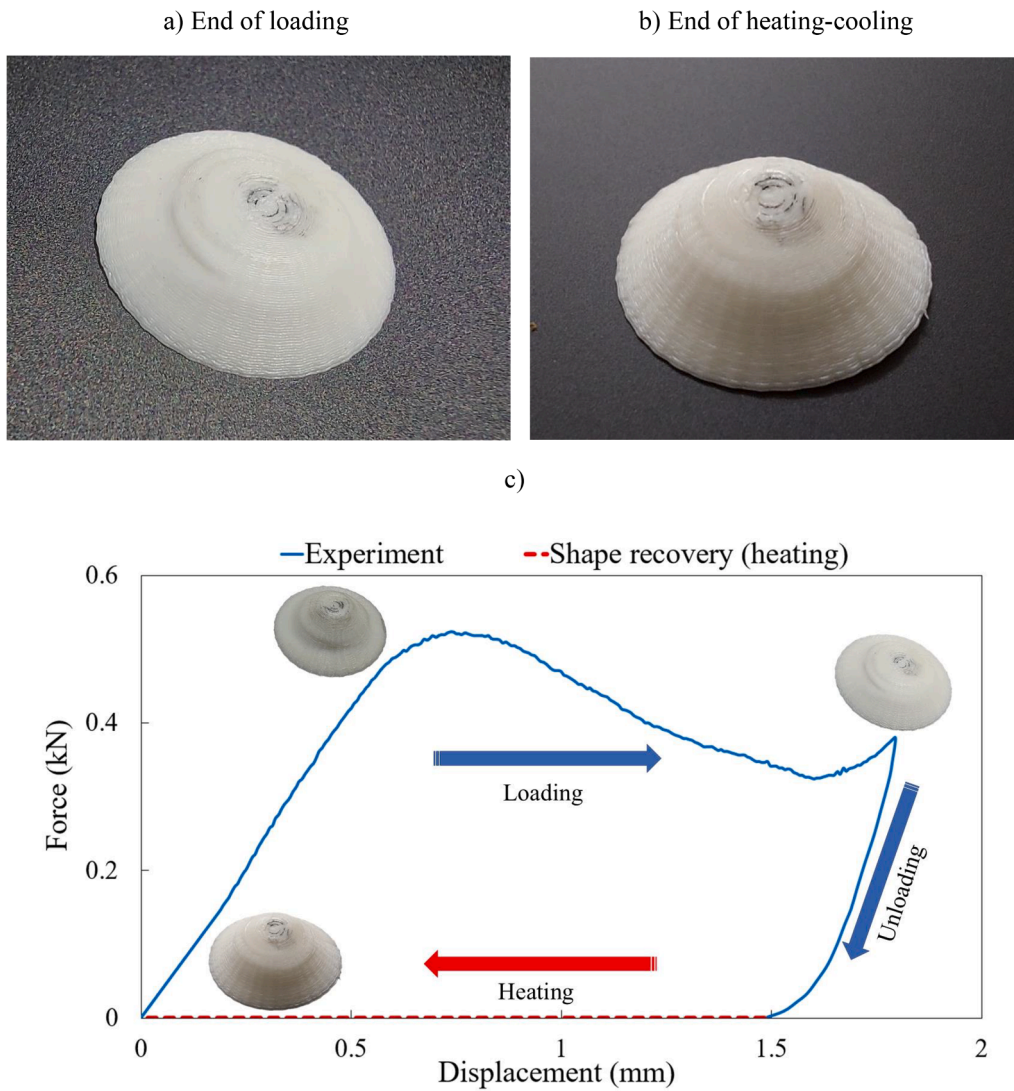 a) End of loading
b) End of heating-cooling
c)
Experiment
Shape recovery (heating)
0.6
0.4
0.2
0
Force (kN)
Loading
Unloading
Heating
0
0.5
1
1.5
2
Displacement (mm)